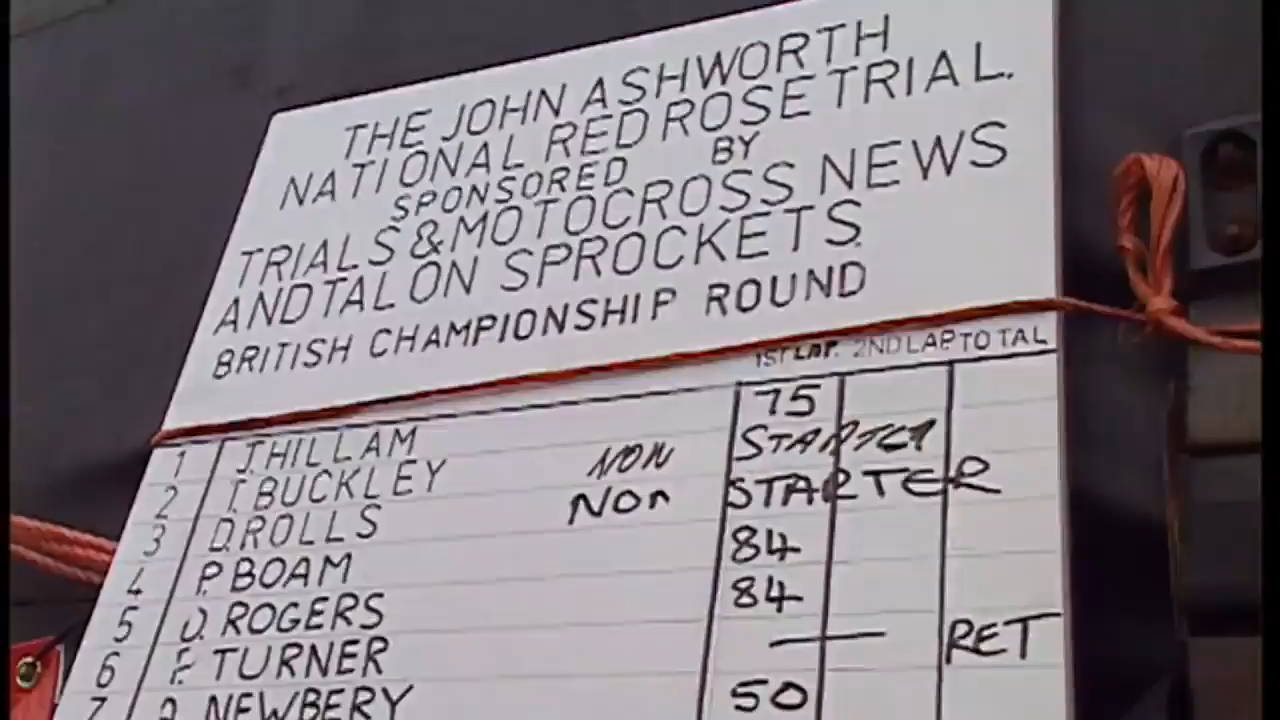 THE JOHN ASHWORTH
NATIONAL RED ROSE TRIAL.
SPONSORED BY
TRIALS & MOTOCROSS NEWS
AND TALON SPROCKETS.
BRITISH CHAMPIONSHIP ROUND
1ST LAP. 2ND LAP TOTAL
1 J. HILLAM 75
2 I. BUCKLEY NON STARTER
3 D. ROLLS NON STARTER
4 P. BOAM 84
5 D. ROGERS 84
6 F. TURNER — RET
7 NEWBERY 50